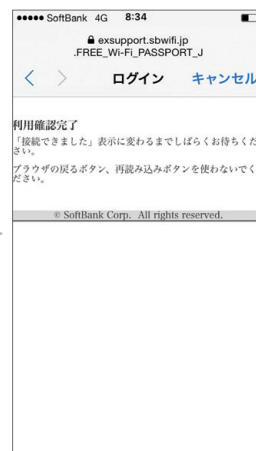 ●●●●● SoftBank 4G 8:34
exsupport.sbwifi.jp
.FREE_Wi-Fi_PASSPORT_J
< > ログイン キャンセル
利用確認完了
「接続できました」表示に変わるまでしばらくお待ちくだ
さい。
ブラウザの戻るボタン、再読み込みボタンを使わないでく
ださい。
© SoftBank Corp. All rights reserved.